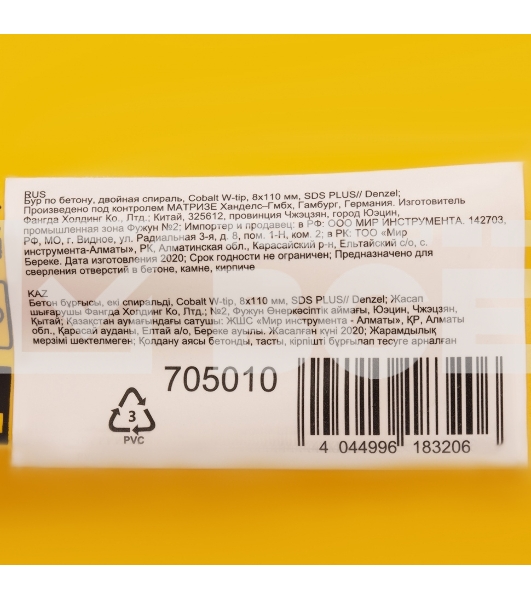 RUS
Бур по бетону, двойная спираль, Cobalt W-tip, 8x110 мм, SDS PLUS// Denzel;
Произведено под контролем МАТРИЗЕ Ханделс-Гмбх, Гамбург, Германия. Изготовитель
Фангда Холдинг Ко., Лтд.; Китай, 325612, провинция Чжэцзян, город Юэцин,
промышленная зона Фужун №2; Импортер и продавец: в РФ: ООО МИР ИНСТРУМЕНТА. 142703,
РФ, МО, г. Видное, ул. Радиальная 3-я, д. 8, пом. 1-Н, ком. 2; в РК: ТОО «Мир
инструмента-Алматы», РК, Алматинская обл., Карасайский р-н, Ельтайский с/о, с.
Береке. Дата изготовления 2020; Срок годности не ограничен; Предназначено для
сверления отверстий в бетоне, камне, кирпиче
KAZ
Бетон бұрғысы, екі спиральді, Cobalt W-tip, 8x110 мм, SDS PLUS// Denzel; Жасап
шығарушы Фангда Холдинг Ко, Лтд.; №2, Фужун Өнеркәсіптік аймағы, Юэцин, Чжэцзян,
Қытай; Қазақстан аумағындағы сатушы: ЖШС «Мир инструмента - Алматы», ҚР, Алматы
обл., Қарасай ауданы, Елтай а/о, Береке ауылы; Жасалған күні 2020; Жарамдылық
мерзімі шектелмеген; Қолдану аясы бетонды, тасты, кірпішті бұрғылап тесуге арналған
705010
3
PVC
4 044996 183206